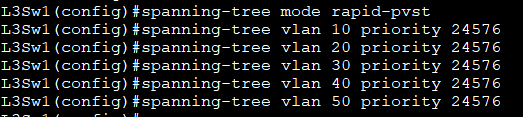 L3Sw1(config)#spanning-tree mode rapid-pvst
L3Sw1(config)#spanning-tree vlan 10 priority 24576
L3Sw1(config)#spanning-tree vlan 20 priority 24576
L3Sw1(config)#spanning-tree vlan 30 priority 24576
L3Sw1(config)#spanning-tree vlan 40 priority 24576
L3Sw1(config)#spanning-tree vlan 50 priority 24576
L3Sw1(config)#